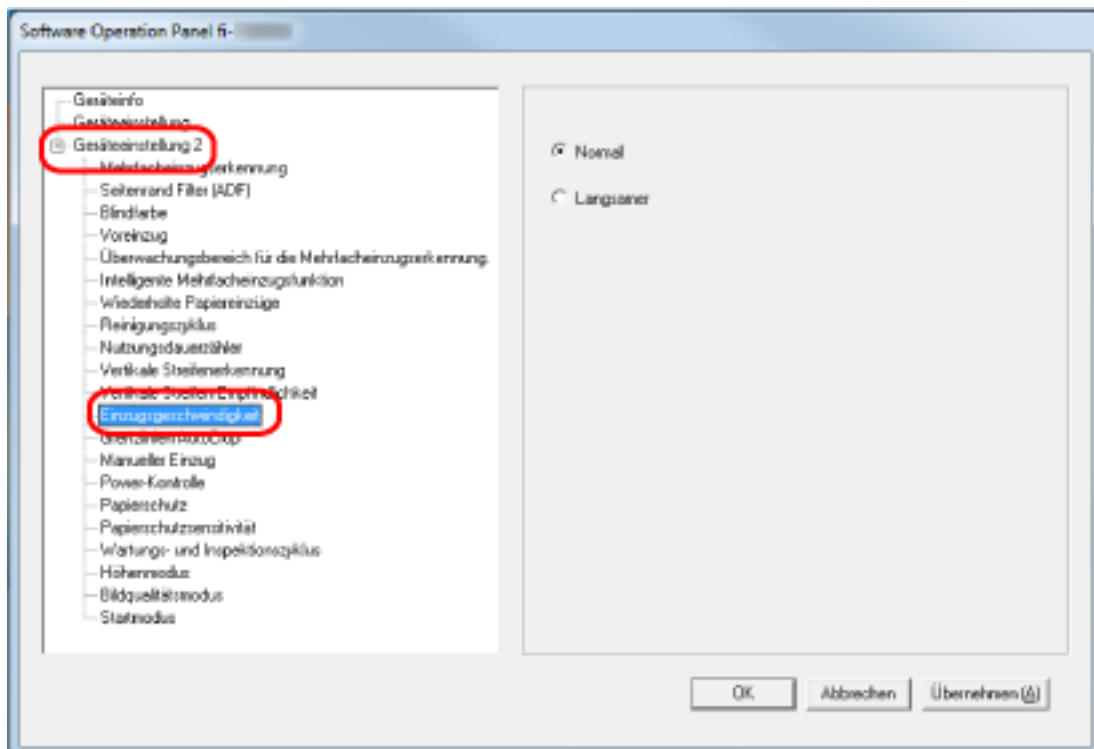 Software Operation Panel fi-
Geräteinfo
Geräteeinstellung
Geräteeinstellung 2
Mehrfacheinzugserkennung
Seitenrand Filter (ADF)
Blindfarbe
Voreinzug
Überwachungsbereich für die Mehrfacheinzugserkennung.
Intelligente Mehrfacheinzugsfunktion
Wiederholte Papiereinzüge
Reinigungszyklus
Nutzungsdauerzähler
Vertikale Streifenerkennung
Vertikale Streifen Empfindlichkeit
Einzugsgeschwindigkeit
Grenzlinien AutoCrop
Manueller Einzug
Power-Kontrolle
Papierschutz
Papierschutzsensitivität
Wartungs- und Inspektionszyklus
Höhenmodus
Bildqualitätsmodus
Startmodus
Normal
Langsamer
OK Abbrechen Übernehmen (A)